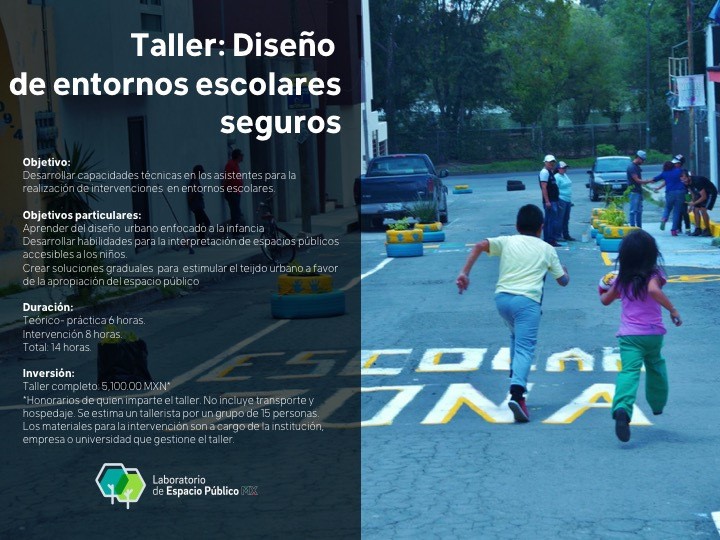 Taller: Diseño
de entornos escolares
seguros
Objetivo:
Desarrollar capacidades técnicas en los asistentes para la
realización de intervenciones en entornos escolares.
Objetivos particulares:
Aprender del diseño urbano enfocado a la infancia
Desarrollar habilidades para la interpretación de espacios públicos
accesibles a los niños.
Crear soluciones graduales para estimular el teijdo urbano a favor
de la apropiación del espacio público
Duración:
Teórico- práctica 6 horas.
Intervención 8 horas.
Total: 14 horas.
Inversión:
Taller completo: 5,100.00 MXN*
*Honorarios de quien imparte el taller. No incluye transporte y
hospedaje. Se estima un tallerista por un grupo de 15 personas.
Los materiales para la intervención son a cargo de la institución,
empresa o universidad que gestione el taller.
Laboratorio
de Espacio Público MX
ESCOLAR
ZONA